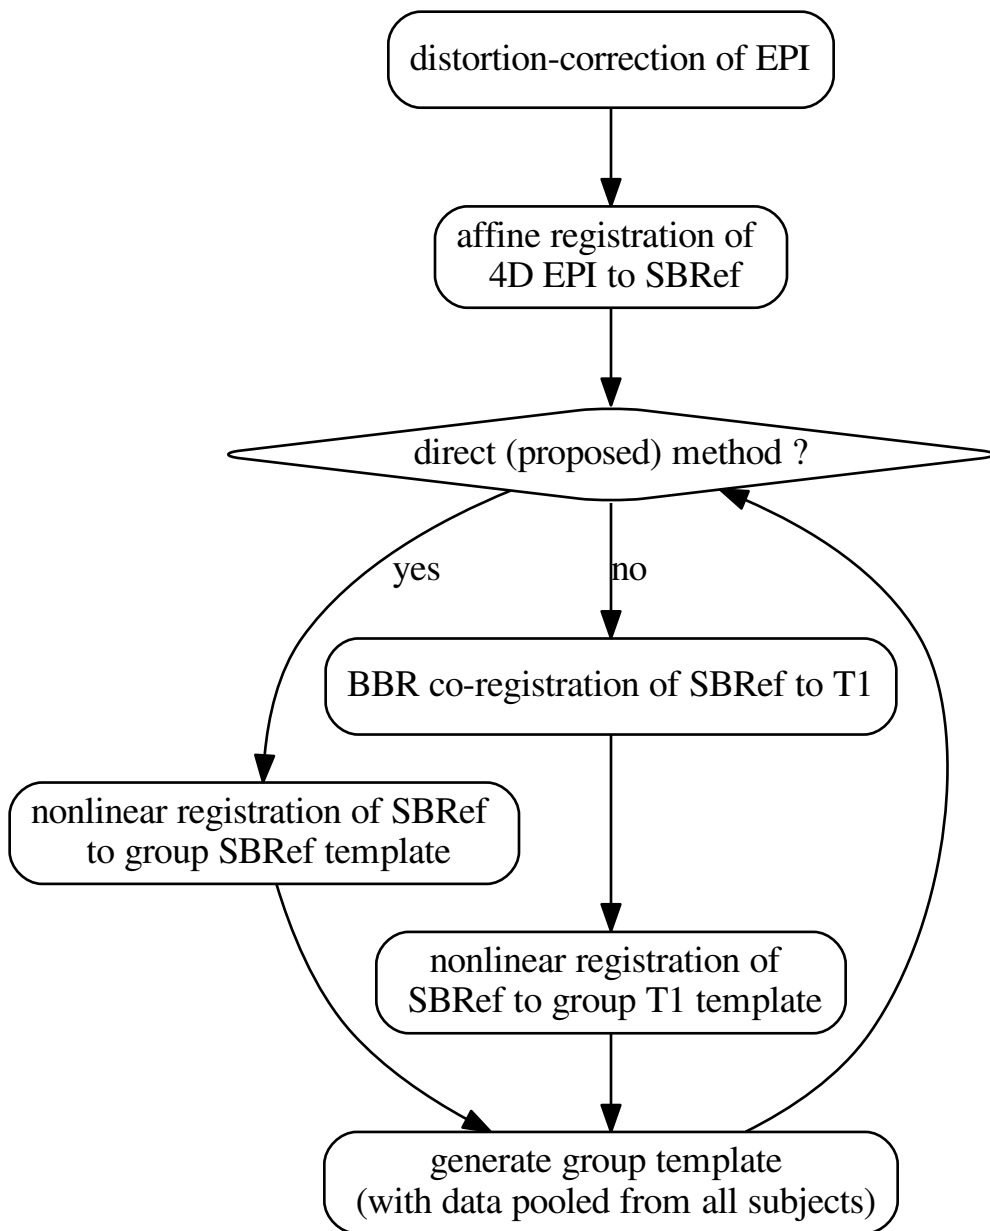 distortion-correction of EPI
affine registration of
4D EPI to SBRef
direct (proposed) method ?
yes
no
BBR co-registration of SBRef to T1
nonlinear registration of SBRef
to group SBRef template
nonlinear registration of
SBRef to group T1 template
generate group template
(with data pooled from all subjects)